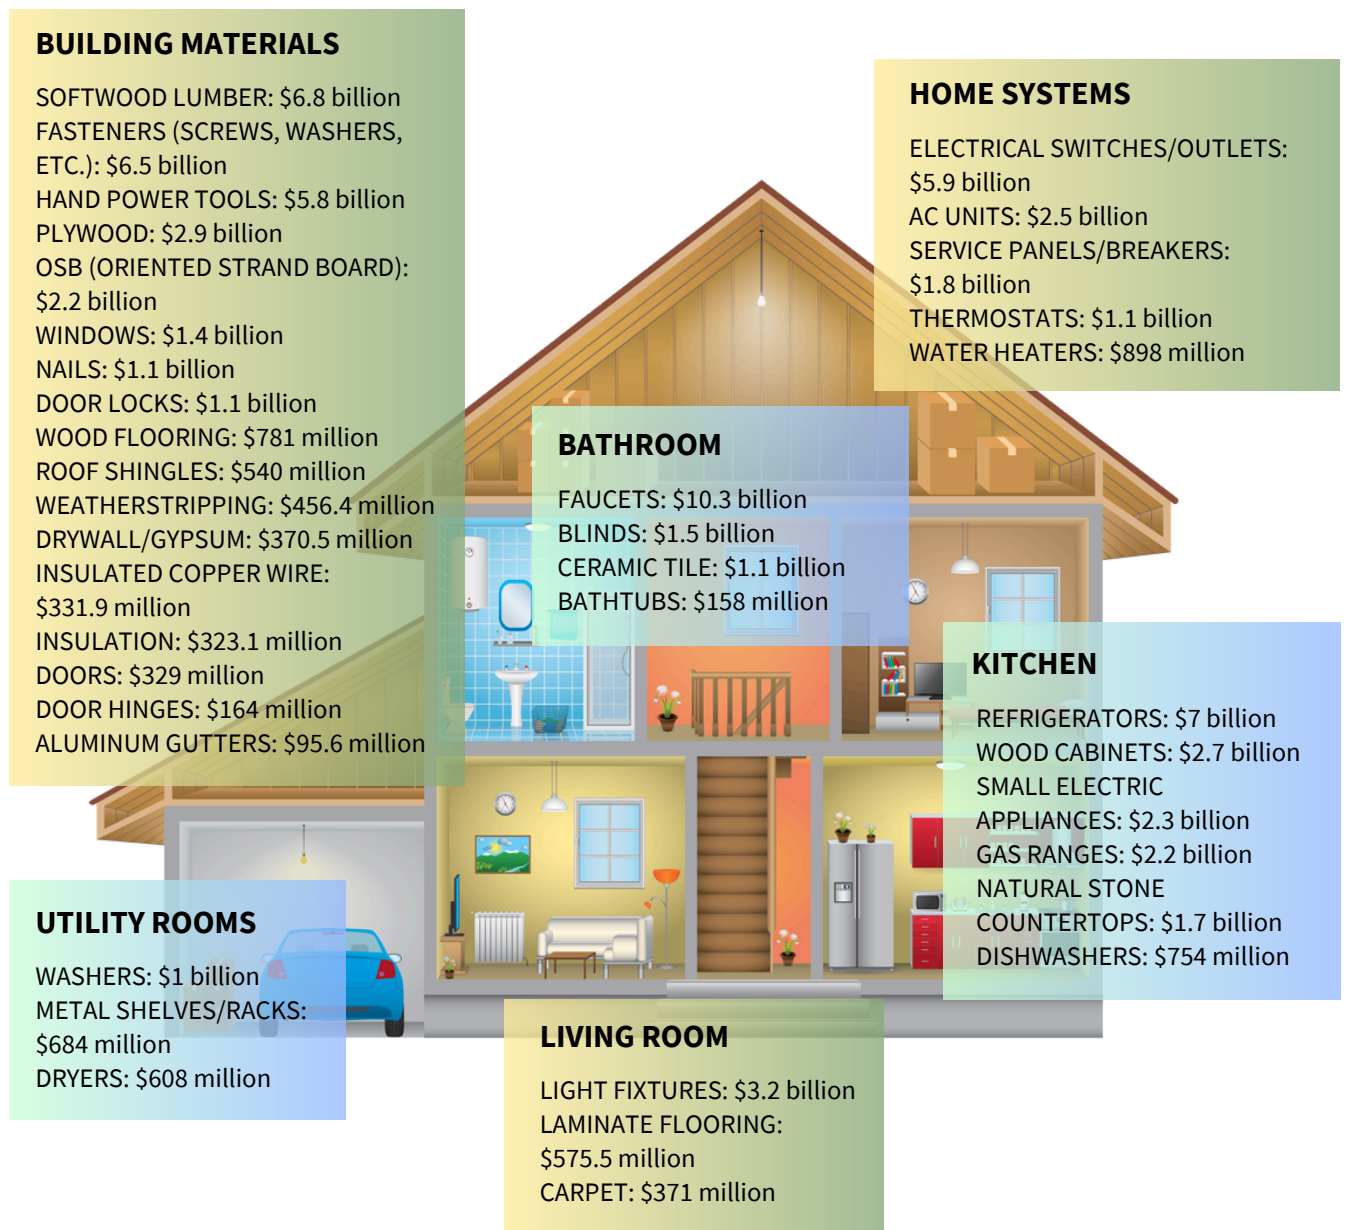 BUILDING MATERIALS
SOFTWOOD LUMBER: $6.8 billion
FASTENERS (SCREWS, WASHERS,
ETC.): $6.5 billion
HAND POWER TOOLS: $5.8 billion
PLYWOOD: $2.9 billion
OSB (ORIENTED STRAND BOARD):
$2.2 billion
WINDOWS: $1.4 billion
NAILS: $1.1 billion
DOOR LOCKS: $1.1 billion
WOOD FLOORING: $781 million
ROOF SHINGLES: $540 million
WEATHERSTRIPPING: $456.4 million
DRYWALL/GYPSUM: $370.5 million
INSULATED COPPER WIRE:
$331.9 million
INSULATION: $323.1 million
DOORS: $329 million
DOOR HINGES: $164 million
ALUMINUM GUTTERS: $95.6 million
HOME SYSTEMS
ELECTRICAL SWITCHES/OUTLETS:
$5.9 billion
AC UNITS: $2.5 billion
SERVICE PANELS/BREAKERS:
$1.8 billion
THERMOSTATS: $1.1 billion
WATER HEATERS: $898 million
BATHROOM
FAUCETS: $10.3 billion
BLINDS: $1.5 billion
CERAMIC TILE: $1.1 billion
BATHTUBS: $158 million
KITCHEN
REFRIGERATORS: $7 billion
WOOD CABINETS: $2.7 billion
SMALL ELECTRIC
APPLIANCES: $2.3 billion
GAS RANGES: $2.2 billion
NATURAL STONE
COUNTERTOPS: $1.7 billion
DISHWASHERS: $754 million
UTILITY ROOMS
WASHERS: $1 billion
METAL SHELVES/RACKS:
$684 million
DRYERS: $608 million
LIVING ROOM
LIGHT FIXTURES: $3.2 billion
LAMINATE FLOORING:
$575.5 million
CARPET: $371 million